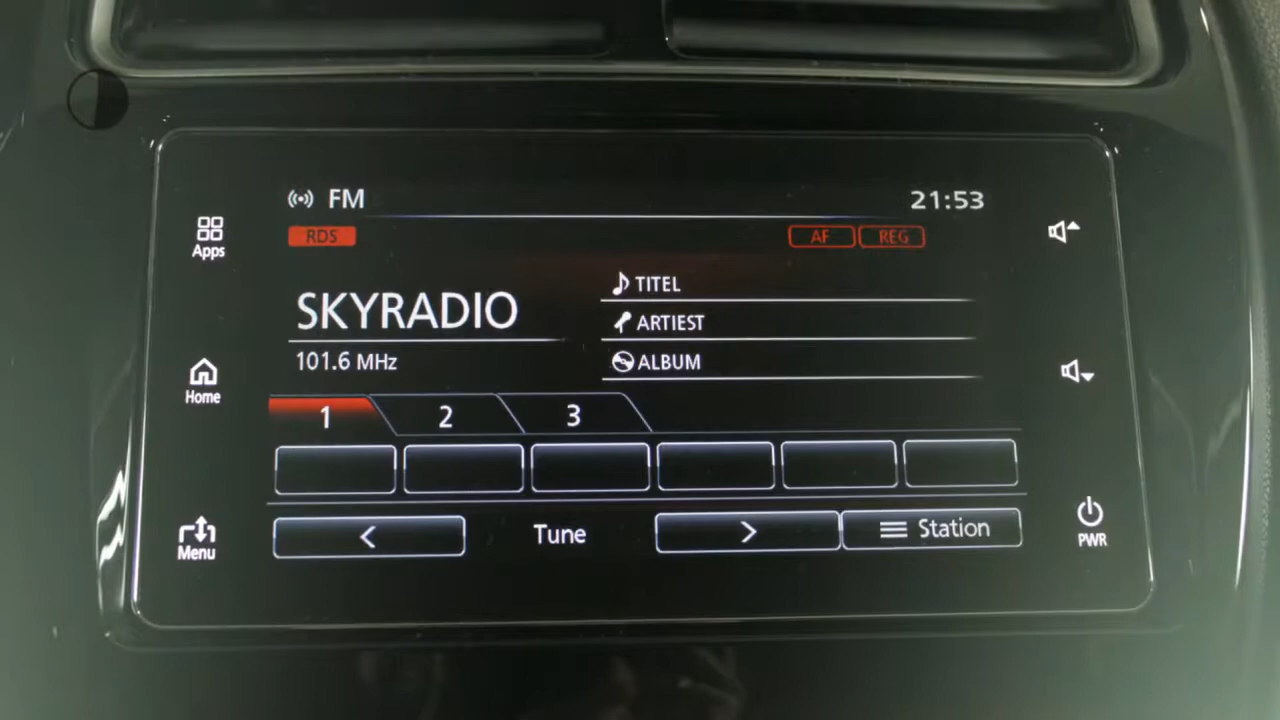 FM 21:53
RDS AF REG
Apps
TITEL
SKYRADIO
ARTIEST
101.6 MHz
ALBUM
Home
1 2 3
Tune
Station
Menu
PWR